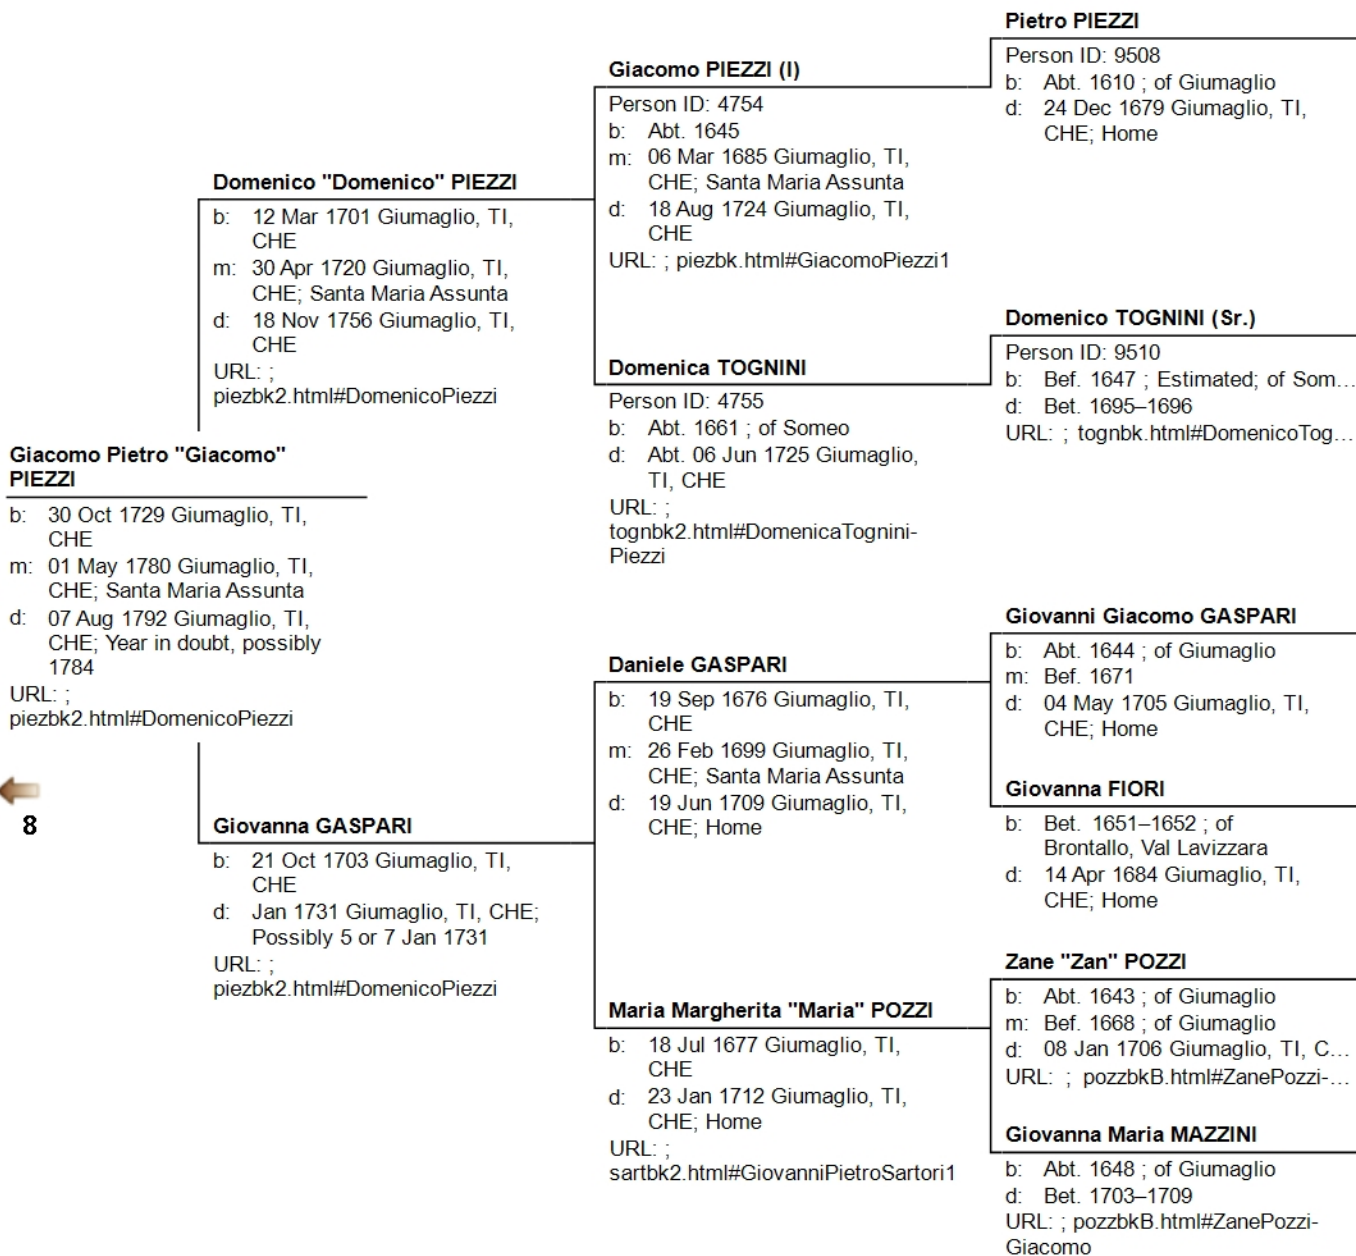 Giacomo Pietro "Giacomo"
PIEZZI
b: 30 Oct 1729 Giumaglio, TI,
CHE
m: 01 May 1780 Giumaglio, TI,
CHE; Santa Maria Assunta
d: 07 Aug 1792 Giumaglio, TI,
CHE; Year in doubt, possibly
1784
URL: ;
piezbk2.html#DomenicoPiezzi
8
Domenico "Domenico" PIEZZI
b: 12 Mar 1701 Giumaglio, TI,
CHE
m: 30 Apr 1720 Giumaglio, TI,
CHE; Santa Maria Assunta
d: 18 Nov 1756 Giumaglio, TI,
CHE
URL: ;
piezbk2.html#DomenicoPiezzi
Giovanna GASPARI
b: 21 Oct 1703 Giumaglio, TI,
CHE
d: Jan 1731 Giumaglio, TI, CHE;
Possibly 5 or 7 Jan 1731
URL: ;
piezbk2.html#DomenicoPiezzi
Giacomo PIEZZI (I)
Person ID: 4754
b: Abt. 1645
m: 06 Mar 1685 Giumaglio, TI,
CHE; Santa Maria Assunta
d: 18 Aug 1724 Giumaglio, TI,
CHE
URL: ; piezbk.html#GiacomoPiezzi1
Domenica TOGNINI
Person ID: 4755
b: Abt. 1661 ; of Someo
d: Abt. 06 Jun 1725 Giumaglio,
TI, CHE
URL: ;
tognbk2.html#DomenicaTognini-
Piezzi
Daniele GASPARI
b: 19 Sep 1676 Giumaglio, TI,
CHE
m: 26 Feb 1699 Giumaglio, TI,
CHE; Santa Maria Assunta
d: 19 Jun 1709 Giumaglio, TI,
CHE; Home
Maria Margherita "Maria" POZZI
b: 18 Jul 1677 Giumaglio, TI,
CHE
d: 23 Jan 1712 Giumaglio, TI,
CHE; Home
URL: ;
sartbk2.html#GiovanniPietroSartori1
Pietro PIEZZI
Person ID: 9508
b: Abt. 1610 ; of Giumaglio
d: 24 Dec 1679 Giumaglio, TI,
CHE; Home
Domenico TOGNINI (Sr.)
Person ID: 9510
b: Bef. 1647 ; Estimated; of Som...
d: Bet. 1695–1696
URL: ; tognbk.html#DomenicoTog...
Giovanni Giacomo GASPARI
b: Abt. 1644 ; of Giumaglio
m: Bef. 1671
d: 04 May 1705 Giumaglio, TI,
CHE; Home
Giovanna FIORI
b: Bet. 1651–1652 ; of
Brontallo, Val Lavizzara
d: 14 Apr 1684 Giumaglio, TI,
CHE; Home
Zane "Zan" POZZI
b: Abt. 1643 ; of Giumaglio
m: Bef. 1668 ; of Giumaglio
d: 08 Jan 1706 Giumaglio, TI, C...
URL: ; pozzbkB.html#ZanePozzi-...
Giovanna Maria MAZZINI
b: Abt. 1648 ; of Giumaglio
d: Bet. 1703–1709
URL: ; pozzbkB.html#ZanePozzi-
Giacomo